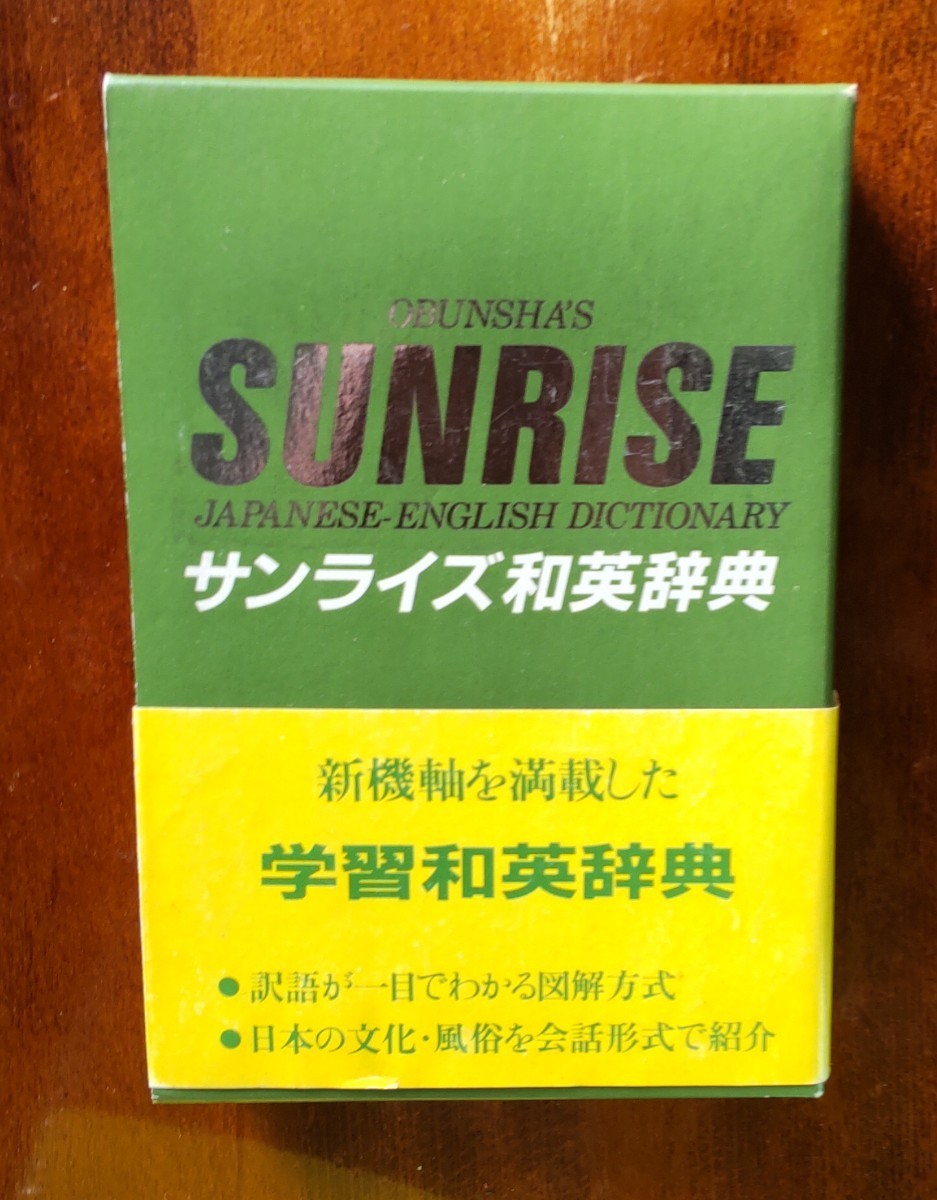 OBUNSHA'S
SUNRISE
JAPANESE-ENGLISH DICTIONARY
サンライズ和英辞典
新機軸を満載した
学習和英辞典
●訳語が一目でわかる図解方式
●日本の文化・風俗を会話形式で紹介